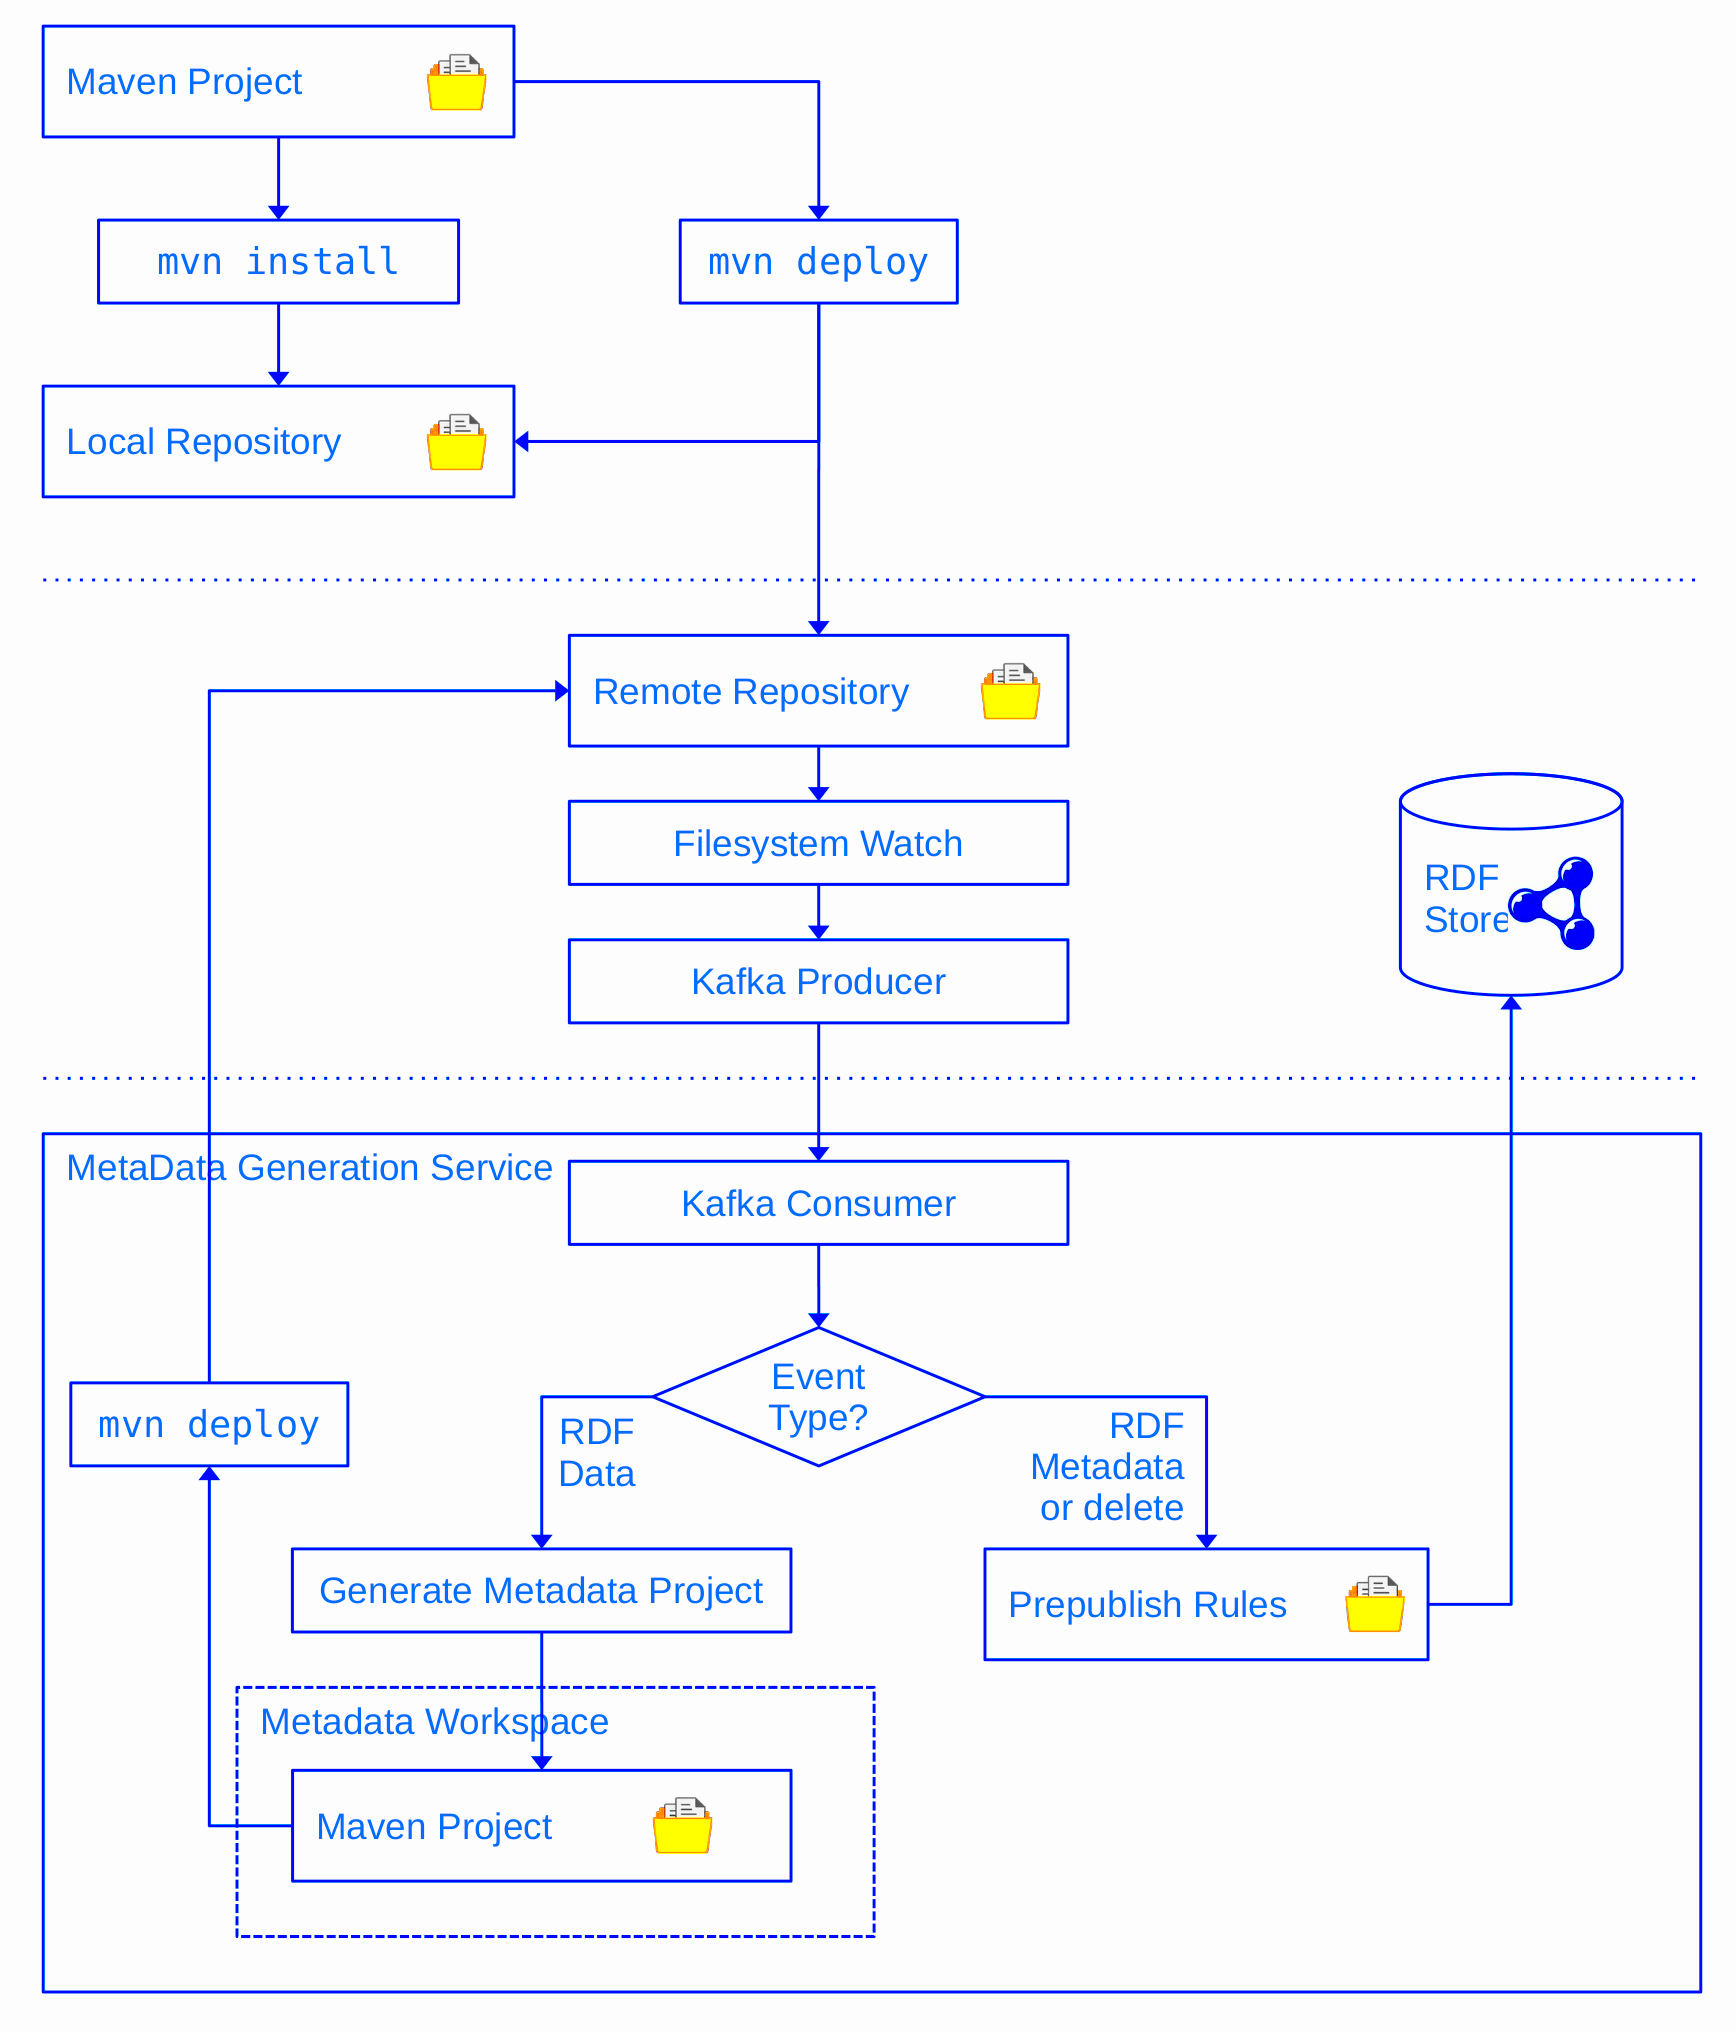 Maven Project
mvn install
mvn deploy
Local Repository
Remote Repository
Filesystem Watch
Kafka Producer
RDF
Store
MetaData Generation Service
Kafka Consumer
Event
Type?
mvn deploy
RDF
Data
RDF
Metadata
or delete
Generate Metadata Project
Prepublish Rules
Metadata Workspace
Maven Project